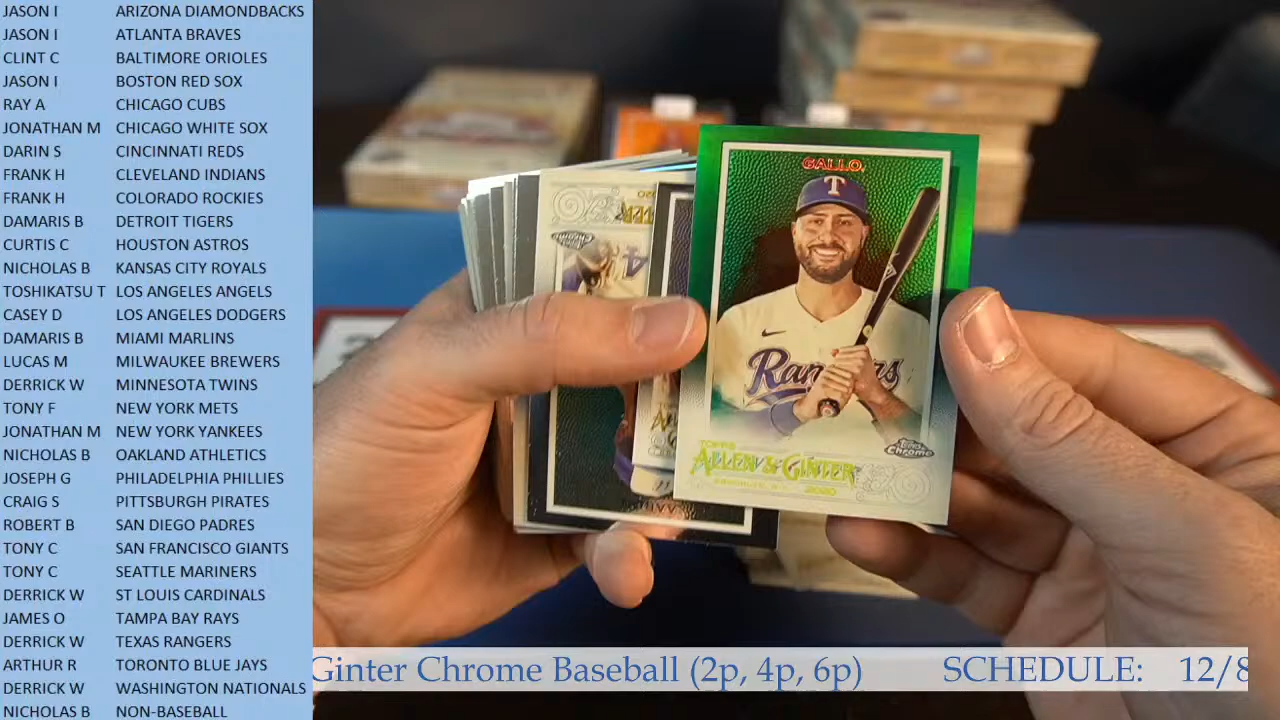 JASON I ARIZONA DIAMONDBACKS
JASON I ATLANTA BRAVES
CLINT C BALTIMORE ORIOLES
JASON I BOSTON RED SOX
RAY A CHICAGO CUBS
JONATHAN M CHICAGO WHITE SOX
DARIN S CINCINNATI REDS
FRANK H CLEVELAND INDIANS
FRANK H COLORADO ROCKIES
DAMARIS B DETROIT TIGERS
CURTIS C HOUSTON ASTROS
NICHOLAS B KANSAS CITY ROYALS
TOSHIKATSU T LOS ANGELES ANGELS
CASEY D LOS ANGELES DODGERS
DAMARIS B MIAMI MARLINS
LUCAS M MILWAUKEE BREWERS
DERRICK W MINNESOTA TWINS
TONY F NEW YORK METS
JONATHAN M NEW YORK YANKEES
NICHOLAS B OAKLAND ATHLETICS
JOSEPH G PHILADELPHIA PHILLIES
CRAIG S PITTSBURGH PIRATES
ROBERT B SAN DIEGO PADRES
TONY C SAN FRANCISCO GIANTS
TONY C SEATTLE MARINERS
DERRICK W ST LOUIS CARDINALS
JAMES O TAMPA BAY RAYS
DERRICK W TEXAS RANGERS
ARTHUR R TORONTO BLUE JAYS
DERRICK W WASHINGTON NATIONALS
NICHOLAS B NON-BASEBALL
GALLO.
T
Rangers
Topps Chrome
TOPPS
ALLEN & GINTER
BROOKLYN, N.Y. 2020
Ginter Chrome Baseball (2p, 4p, 6p) SCHEDULE: 12/8